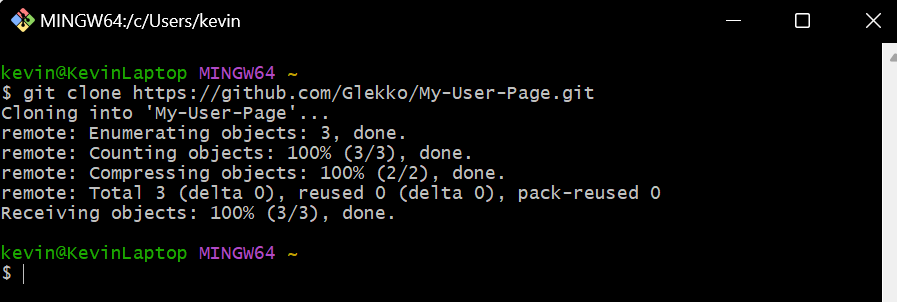 MINGW64:/c/Users/kevin
kevin@KevinLaptop MINGW64 ~
$ git clone https://github.com/Glekko/My-User-Page.git
Cloning into 'My-User-Page'...
remote: Enumerating objects: 3, done.
remote: Counting objects: 100% (3/3), done.
remote: Compressing objects: 100% (2/2), done.
remote: Total 3 (delta 0), reused 0 (delta 0), pack-reused 0
Receiving objects: 100% (3/3), done.
kevin@KevinLaptop MINGW64 ~
$